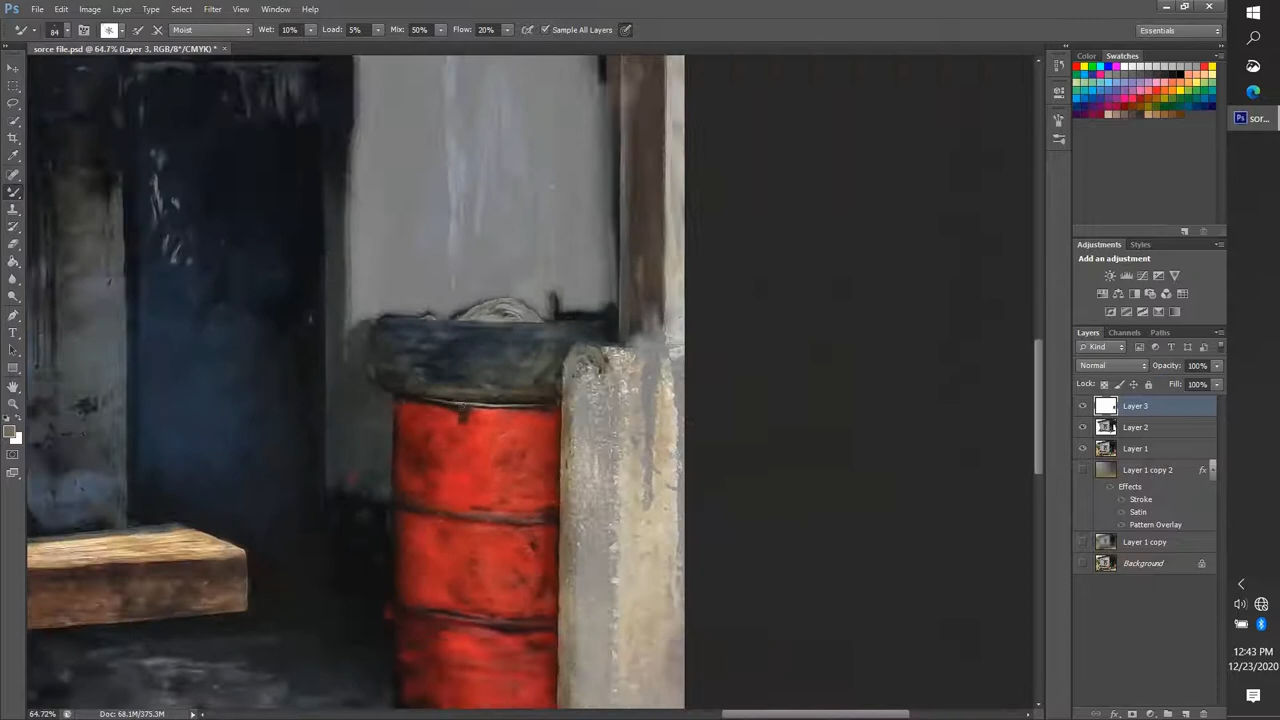 Ps File Edit Image Layer Type Select Filter View Window Help
84 Moist Wet: 10% Load: 5% Mix: 50% Flow: 20% Sample All Layers Essentials
sorce file.psd @ 64.7% (Layer 3, RGB/8*/CMYK) *
Color Swatches
Ps sor...
Adjustments Styles
Add an adjustment
Layers Channels Paths
Kind
Normal Opacity: 100%
Lock: Fill: 100%
Layer 3
Layer 2
Layer 1
Layer 1 copy 2 fx
Effects
Stroke
Satin
Pattern Overlay
Layer 1 copy
Background
12:43 PM
12/23/2020
64.72% Doc: 68.1M/375.3M